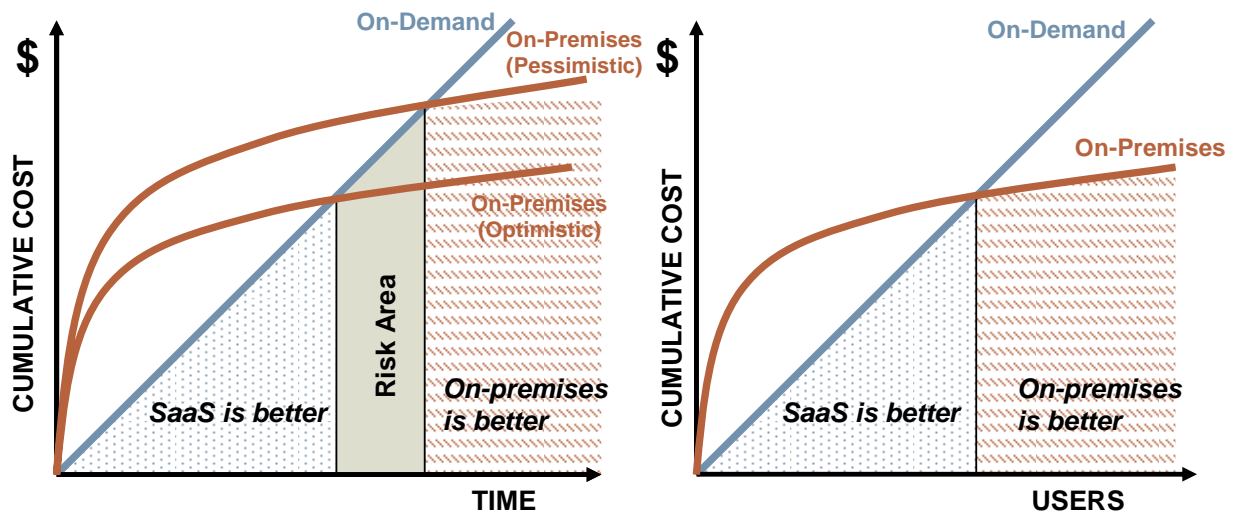 $
CUMULATIVE COST
On-Demand
On-Premises
(Pessimistic)
On-Premises
(Optimistic)
SaaS is better
Risk Area
On-premises
is better
TIME
$
CUMULATIVE COST
On-Demand
On-Premises
SaaS is better
On-premises
is better
USERS